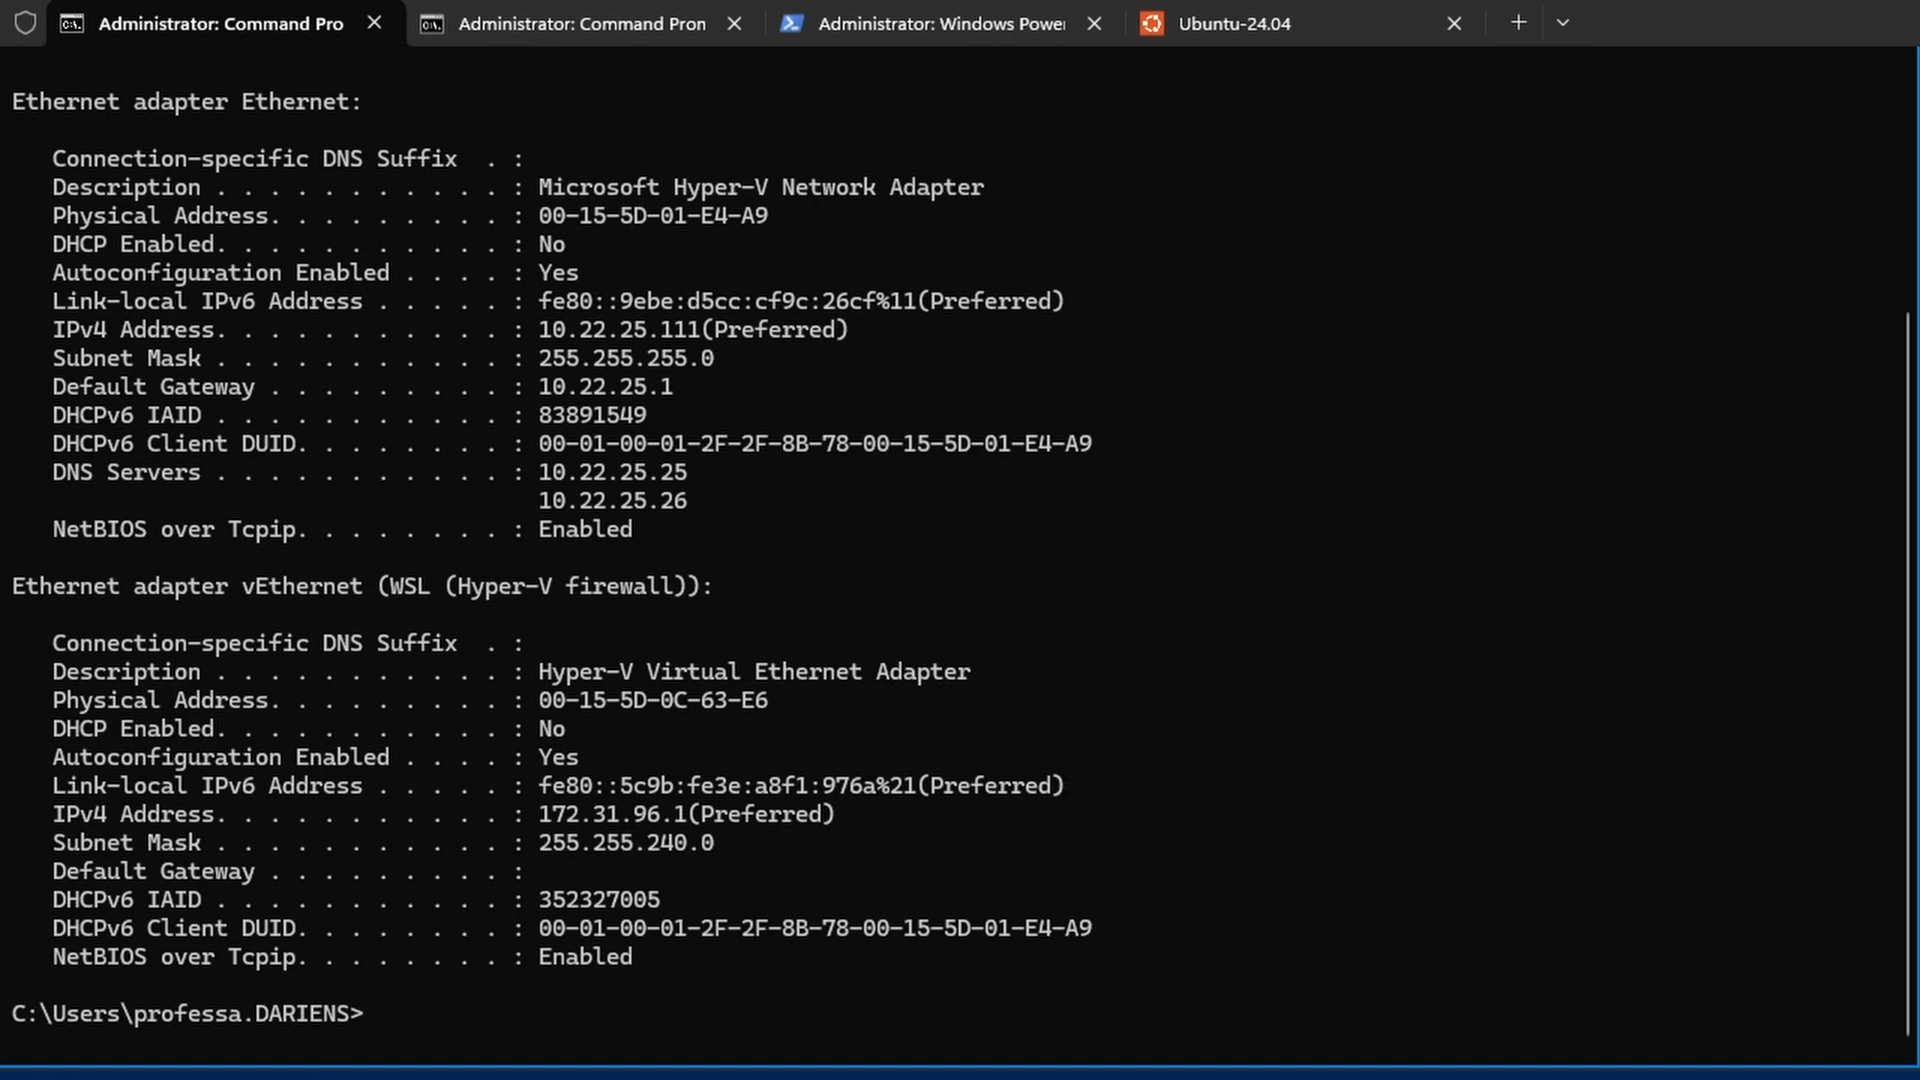 Administrator: Command Pro
Administrator: Command Pron
Administrator: Windows Power
Ubuntu-24.04
Ethernet adapter Ethernet:
Connection-specific DNS Suffix  . :
Description . . . . . . . . . . . : Microsoft Hyper-V Network Adapter
Physical Address. . . . . . . . . : 00-15-5D-01-E4-A9
DHCP Enabled. . . . . . . . . . . : No
Autoconfiguration Enabled . . . . : Yes
Link-local IPv6 Address . . . . . : fe80::9ebe:d5cc:cf9c:26cf%11(Preferred)
IPv4 Address. . . . . . . . . . . : 10.22.25.111(Preferred)
Subnet Mask . . . . . . . . . . . : 255.255.255.0
Default Gateway . . . . . . . . . : 10.22.25.1
DHCPv6 IAID . . . . . . . . . . . : 83891549
DHCPv6 Client DUID. . . . . . . . : 00-01-00-01-2F-2F-8B-78-00-15-5D-01-E4-A9
DNS Servers . . . . . . . . . . . : 10.22.25.25
10.22.25.26
NetBIOS over Tcpip. . . . . . . . : Enabled
Ethernet adapter vEthernet (WSL (Hyper-V firewall)):
Connection-specific DNS Suffix  . :
Description . . . . . . . . . . . : Hyper-V Virtual Ethernet Adapter
Physical Address. . . . . . . . . : 00-15-5D-0C-63-E6
DHCP Enabled. . . . . . . . . . . : No
Autoconfiguration Enabled . . . . : Yes
Link-local IPv6 Address . . . . . : fe80::5c9b:fe3e:a8f1:976a%21(Preferred)
IPv4 Address. . . . . . . . . . . : 172.31.96.1(Preferred)
Subnet Mask . . . . . . . . . . . : 255.255.240.0
Default Gateway . . . . . . . . . :
DHCPv6 IAID . . . . . . . . . . . : 352327005
DHCPv6 Client DUID. . . . . . . . : 00-01-00-01-2F-2F-8B-78-00-15-5D-01-E4-A9
NetBIOS over Tcpip. . . . . . . . : Enabled
C:\Users\professa.DARIENS>